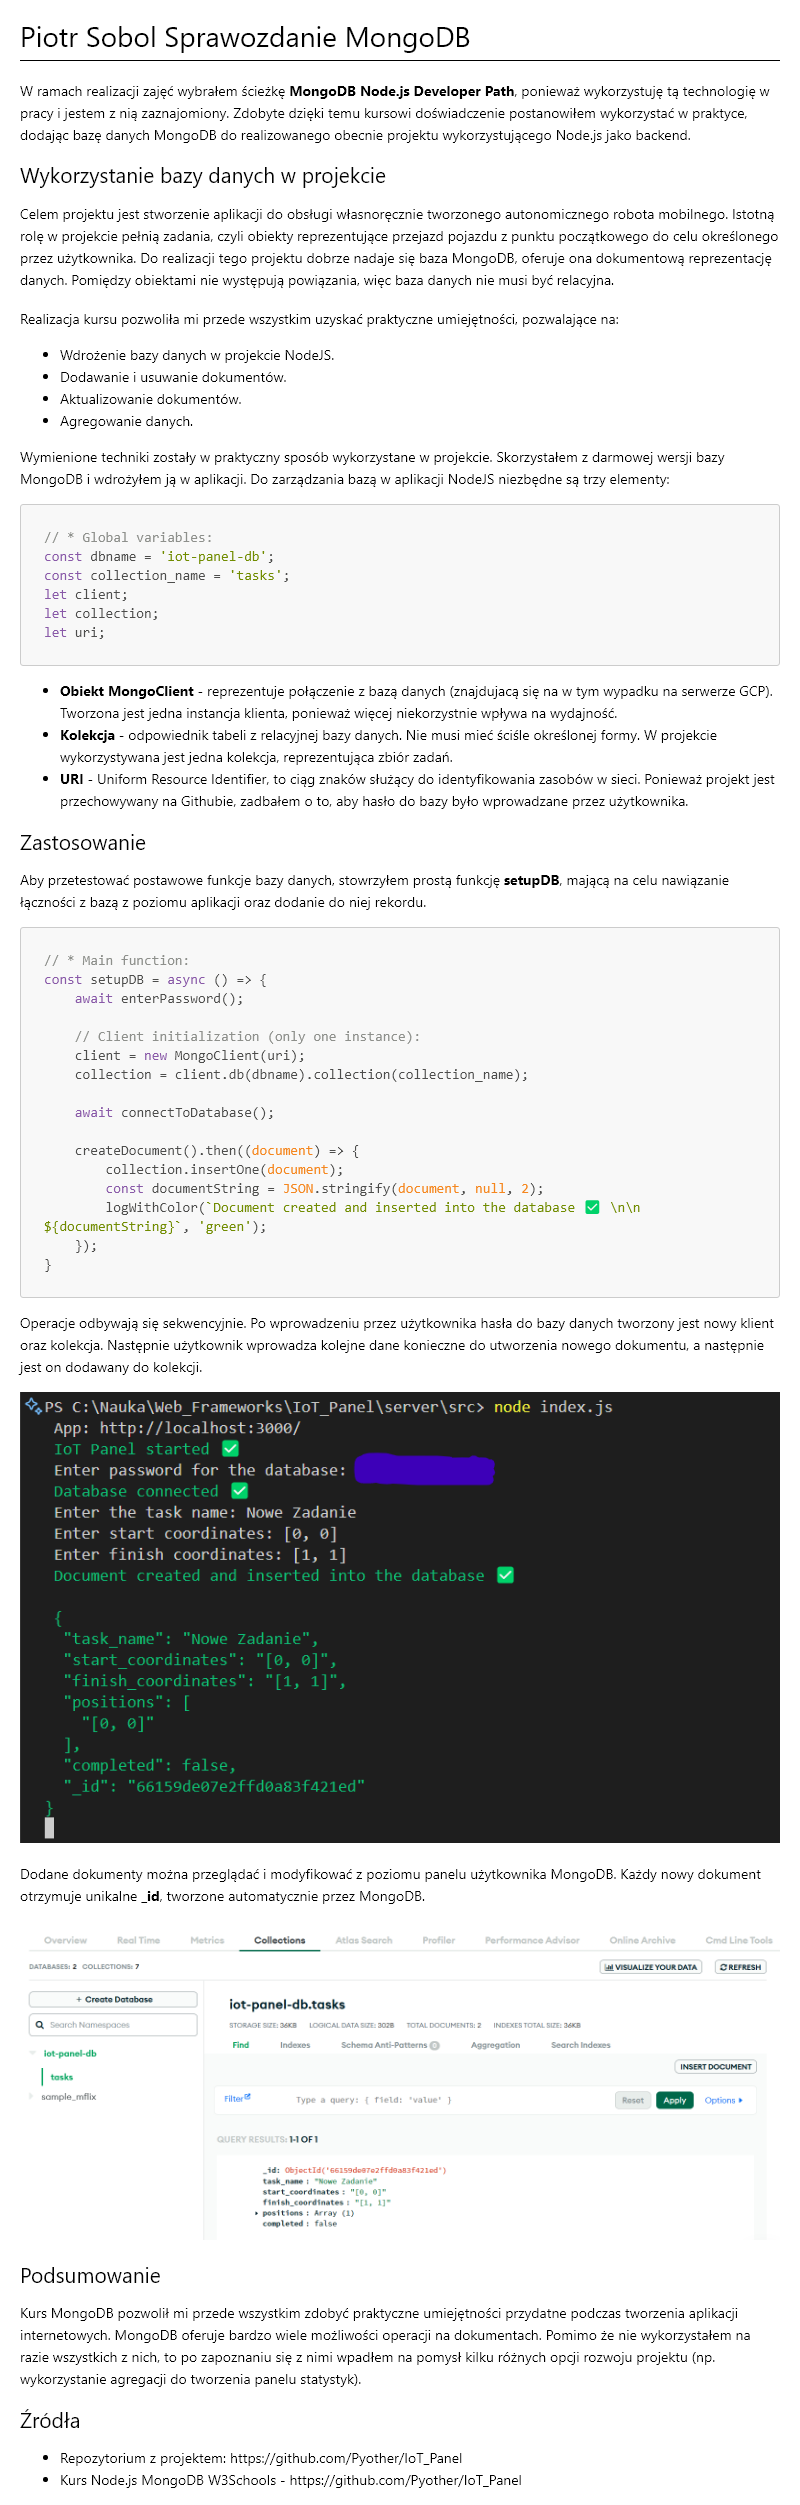 Piotr Sobol Sprawozdanie MongoDB
W ramach realizacji zajęć wybrałem ścieżkę MongoDB Node.js Developer Path, ponieważ wykorzystuję tą technologię w
pracy i jestem z nią zaznajomiony. Zdobyte dzięki temu kursowi doświadczenie postanowiłem wykorzystać w praktyce,
dodając bazę danych MongoDB do realizowanego obecnie projektu wykorzystującego Node.js jako backend.
Wykorzystanie bazy danych w projekcie
Celem projektu jest stworzenie aplikacji do obsługi własnoręcznie tworzonego autonomicznego robota mobilnego. Istotną
rolę w projekcie pełnią zadania, czyli obiekty reprezentujące przejazd pojazdu z punktu początkowego do celu określonego
przez użytkownika. Do realizacji tego projektu dobrze nadaje się baza MongoDB, oferuje ona dokumentową reprezentację
danych. Pomiędzy obiektami nie występują powiązania, więc baza danych nie musi być relacyjna.
Realizacja kursu pozwoliła mi przede wszystkim uzyskać praktyczne umiejętności, pozwalające na:
• Wdrożenie bazy danych w projekcie NodeJS.
• Dodawanie i usuwanie dokumentów.
• Aktualizowanie dokumentów.
• Agregowanie danych.
Wymienione techniki zostały w praktyczny sposób wykorzystane w projekcie. Skorzystałem z darmowej wersji bazy
MongoDB i wdrożyłem ją w aplikacji. Do zarządzania bazą w aplikacji NodeJS niezbędne są trzy elementy:
// * Global variables:
const dbname = 'iot-panel-db';
const collection_name = 'tasks';
let client;
let collection;
let uri;
• Obiekt MongoClient - reprezentuje połączenie z bazą danych (znajdujacą się na w tym wypadku na serwerze GCP).
Tworzona jest jedna instancja klienta, ponieważ więcej niekorzystnie wpływa na wydajność.
• Kolekcja - odpowiednik tabeli z relacyjnej bazy danych. Nie musi mieć ściśle określonej formy. W projekcie
wykorzystywana jest jedna kolekcja, reprezentująca zbiór zadań.
• URI - Uniform Resource Identifier, to ciąg znaków służący do identyfikowania zasobów w sieci. Ponieważ projekt jest
przechowywany na Githubie, zadbałem o to, aby hasło do bazy było wprowadzane przez użytkownika.
Zastosowanie
Aby przetestować postawowe funkcje bazy danych, stowrzyłem prostą funkcję setupDB, mającą na celu nawiązanie
łączności z bazą z poziomu aplikacji oraz dodanie do niej rekordu.
// * Main function:
const setupDB = async () => {
await enterPassword();
// Client initialization (only one instance):
client = new MongoClient(uri);
collection = client.db(dbname).collection(collection_name);
await connectToDatabase();
createDocument().then((document) => {
collection.insertOne(document);
const documentString = JSON.stringify(document, null, 2);
logWithColor(`Document created and inserted into the database ✅ \n\n
${documentString}`, 'green');
});
}
Operacje odbywają się sekwencyjnie. Po wprowadzeniu przez użytkownika hasła do bazy danych tworzony jest nowy klient
oraz kolekcja. Następnie użytkownik wprowadza kolejne dane konieczne do utworzenia nowego dokumentu, a następnie
jest on dodawany do kolekcji.
PS C:\Nauka\Web_Frameworks\IoT_Panel\server\src> node index.js
App: http://localhost:3000/
IoT Panel started ✅
Enter password for the database:
Database connected ✅
Enter the task name: Nowe Zadanie
Enter start coordinates: [0, 0]
Enter finish coordinates: [1, 1]
Document created and inserted into the database ✅
{
"task_name": "Nowe Zadanie",
"start_coordinates": "[0, 0]",
"finish_coordinates": "[1, 1]",
"positions": [
"[0, 0]"
],
"completed": false,
"_id": "66159de07e2ffd0a83f421ed"
}
Dodane dokumenty można przeglądać i modyfikować z poziomu panelu użytkownika MongoDB. Każdy nowy dokument
otrzymuje unikalne _id, tworzone automatycznie przez MongoDB.
Overview Real Time Metrics Collections Atlas Search Profiler Performance Advisor Online Archive Cmd Line Tools
DATABASES: 2 COLLECTIONS: 7 VISUALIZE YOUR DATA REFRESH
+ Create Database
Search Namespaces
iot-panel-db
tasks
sample_mflix
iot-panel-db.tasks
STORAGE SIZE: 36KB LOGICAL DATA SIZE: 302B TOTAL DOCUMENTS: 2 INDEXES TOTAL SIZE: 36KB
Find Indexes Schema Anti-Patterns 0 Aggregation Search Indexes
INSERT DOCUMENT
Filter Type a query: { field: 'value' } Reset Apply Options
QUERY RESULTS: 1-1 OF 1
_id: ObjectId('66159de07e2ffd0a83f421ed')
task_name : "Nowe Zadanie"
start_coordinates : "[0, 0]"
finish_coordinates : "[1, 1]"
positions : Array (1)
completed : false
Podsumowanie
Kurs MongoDB pozwolił mi przede wszystkim zdobyć praktyczne umiejętności przydatne podczas tworzenia aplikacji
internetowych. MongoDB oferuje bardzo wiele możliwości operacji na dokumentach. Pomimo że nie wykorzystałem na
razie wszystkich z nich, to po zapoznaniu się z nimi wpadłem na pomysł kilku różnych opcji rozwoju projektu (np.
wykorzystanie agregacji do tworzenia panelu statystyk).
Źródła
• Repozytorium z projektem: https://github.com/Pyother/IoT_Panel
• Kurs Node.js MongoDB W3Schools - https://github.com/Pyother/IoT_Panel